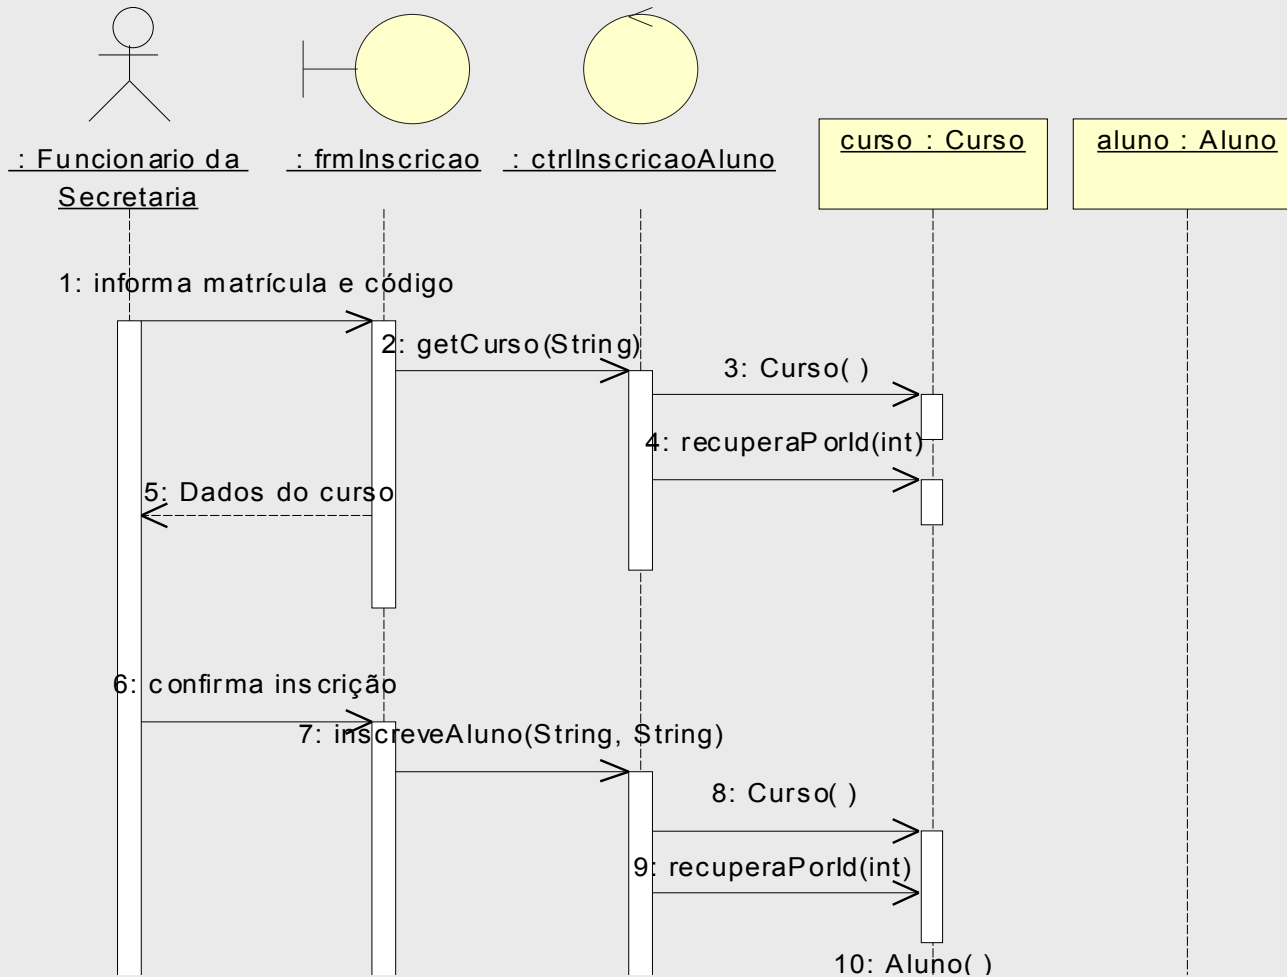 : Funcionario da
Secretaria
: frmInscricao
: ctrlInscricaoAluno
curso : Curso
aluno : Aluno
1: informa matrícula e código
2: getCurso(String)
3: Curso( )
4: recuperaPorId(int)
5: Dados do curso
6: confirma inscrição
7: inscreveAluno(String, String)
8: Curso( )
9: recuperaPorId(int)
10: Aluno( )